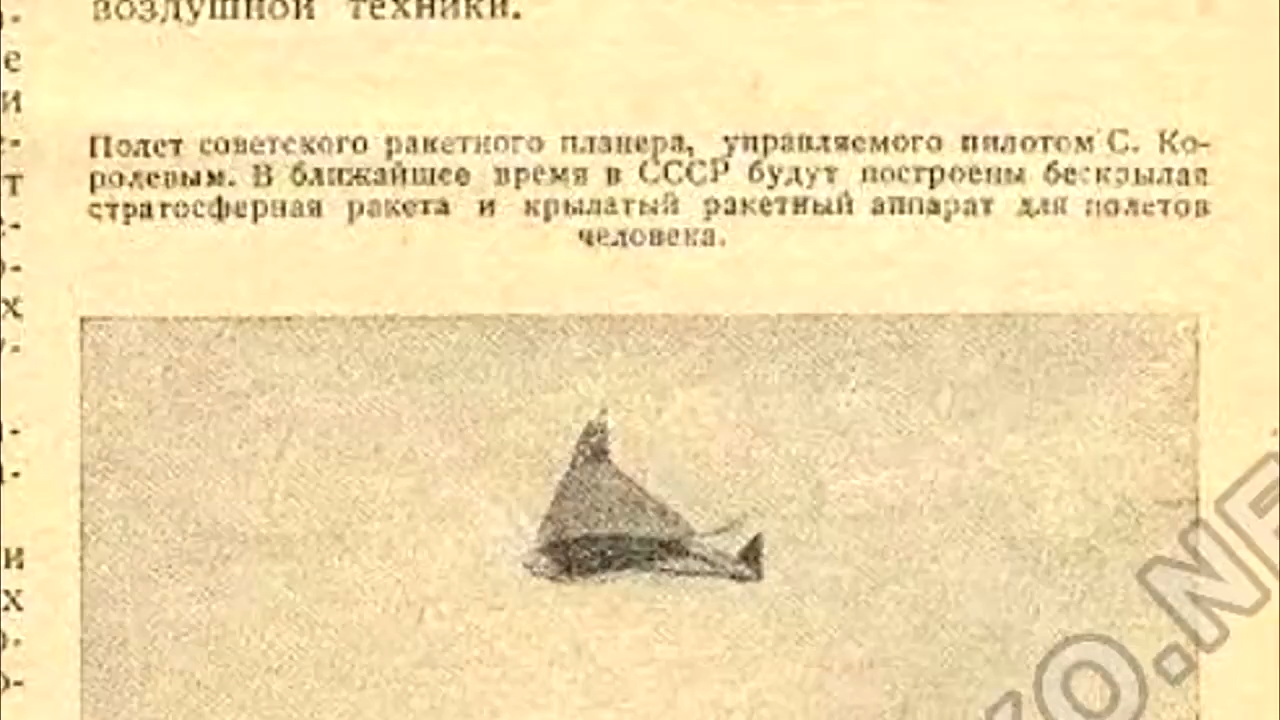 воздушной техники.
Полет советского ракетного планера, управляемого пилотом С. Ко-
ролевым. В ближайшее время в СССР будут построены бескрылая
стратосферная ракета и крылатый ракетный аппарат для полетов
человека.